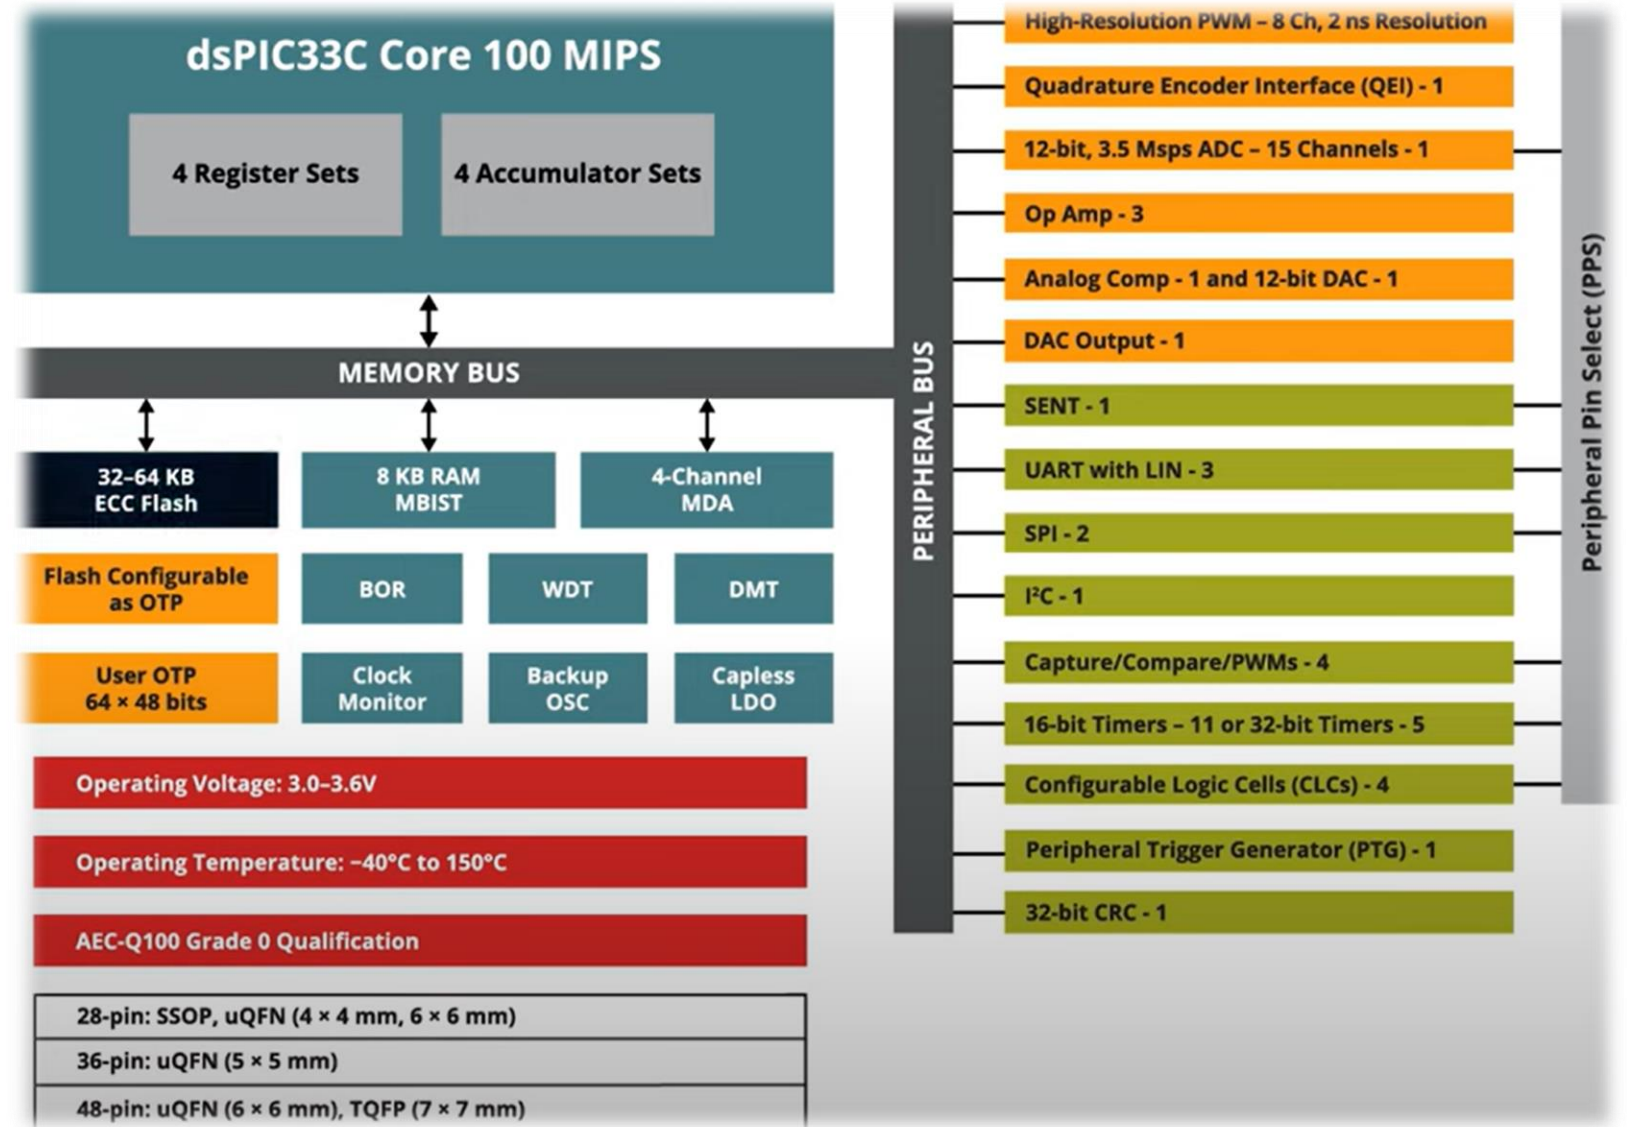 dsPIC33C Core 100 MIPS
4 Register Sets
4 Accumulator Sets
MEMORY BUS
32–64 KB
ECC Flash
8 KB RAM
MBIST
4-Channel
MDA
Flash Configurable
as OTP
BOR
WDT
DMT
User OTP
64 × 48 bits
Clock
Monitor
Backup
OSC
Capless
LDO
Operating Voltage: 3.0–3.6V
Operating Temperature: −40°C to 150°C
AEC-Q100 Grade 0 Qualification
28-pin: SSOP, uQFN (4 × 4 mm, 6 × 6 mm)
36-pin: uQFN (5 × 5 mm)
48-pin: uQFN (6 × 6 mm), TQFP (7 × 7 mm)
PERIPHERAL BUS
High-Resolution PWM – 8 Ch, 2 ns Resolution
Quadrature Encoder Interface (QEI) - 1
12-bit, 3.5 Msps ADC – 15 Channels - 1
Op Amp - 3
Analog Comp - 1 and 12-bit DAC - 1
DAC Output - 1
SENT - 1
UART with LIN - 3
SPI - 2
I²C - 1
Capture/Compare/PWMs - 4
16-bit Timers – 11 or 32-bit Timers - 5
Configurable Logic Cells (CLCs) - 4
Peripheral Trigger Generator (PTG) - 1
32-bit CRC - 1
Peripheral Pin Select (PPS)